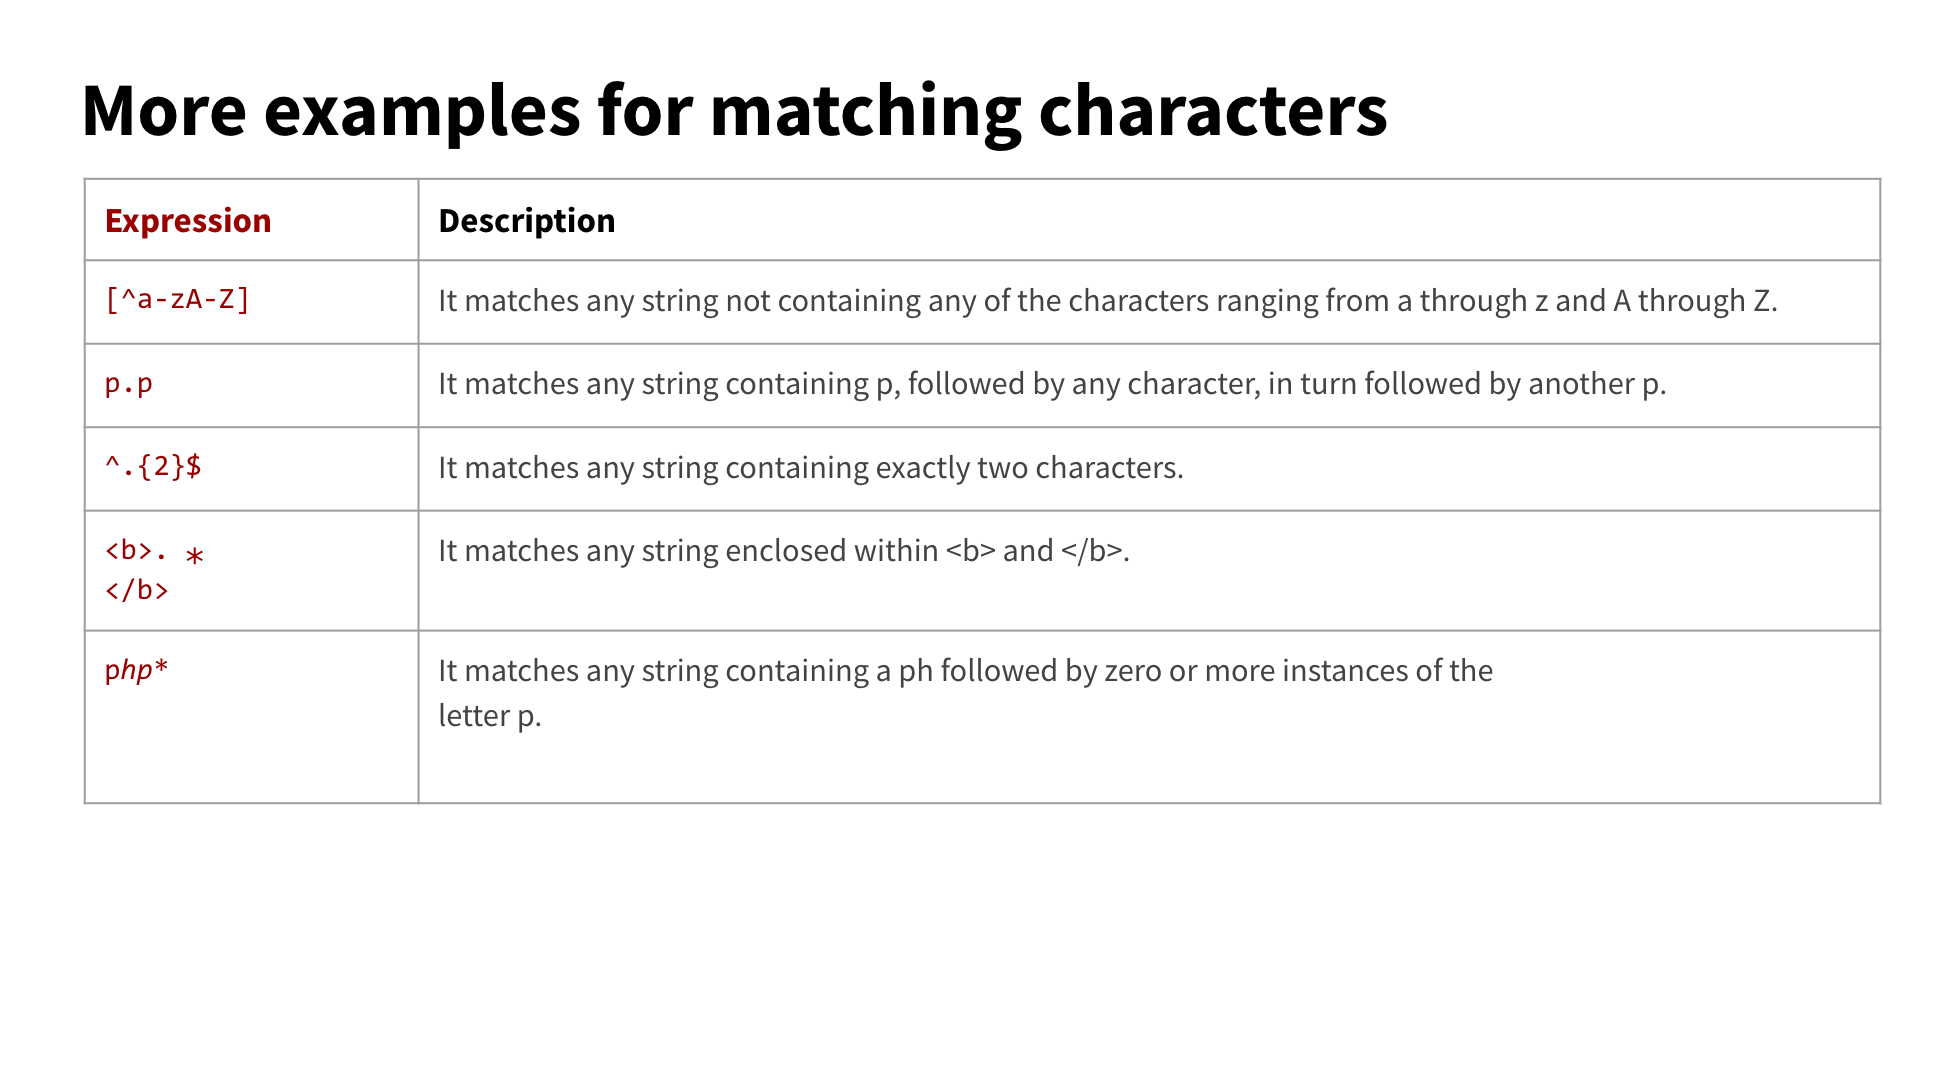 More examples for matching characters
Expression Description
[^a-zA-Z] It matches any string not containing any of the characters ranging from a through z and A through Z.
p.p It matches any string containing p, followed by any character, in turn followed by another p.
^.{2}$ It matches any string containing exactly two characters.
<b>. * It matches any string enclosed within <b> and </b>.
</b>
php* It matches any string containing a ph followed by zero or more instances of the
letter p.